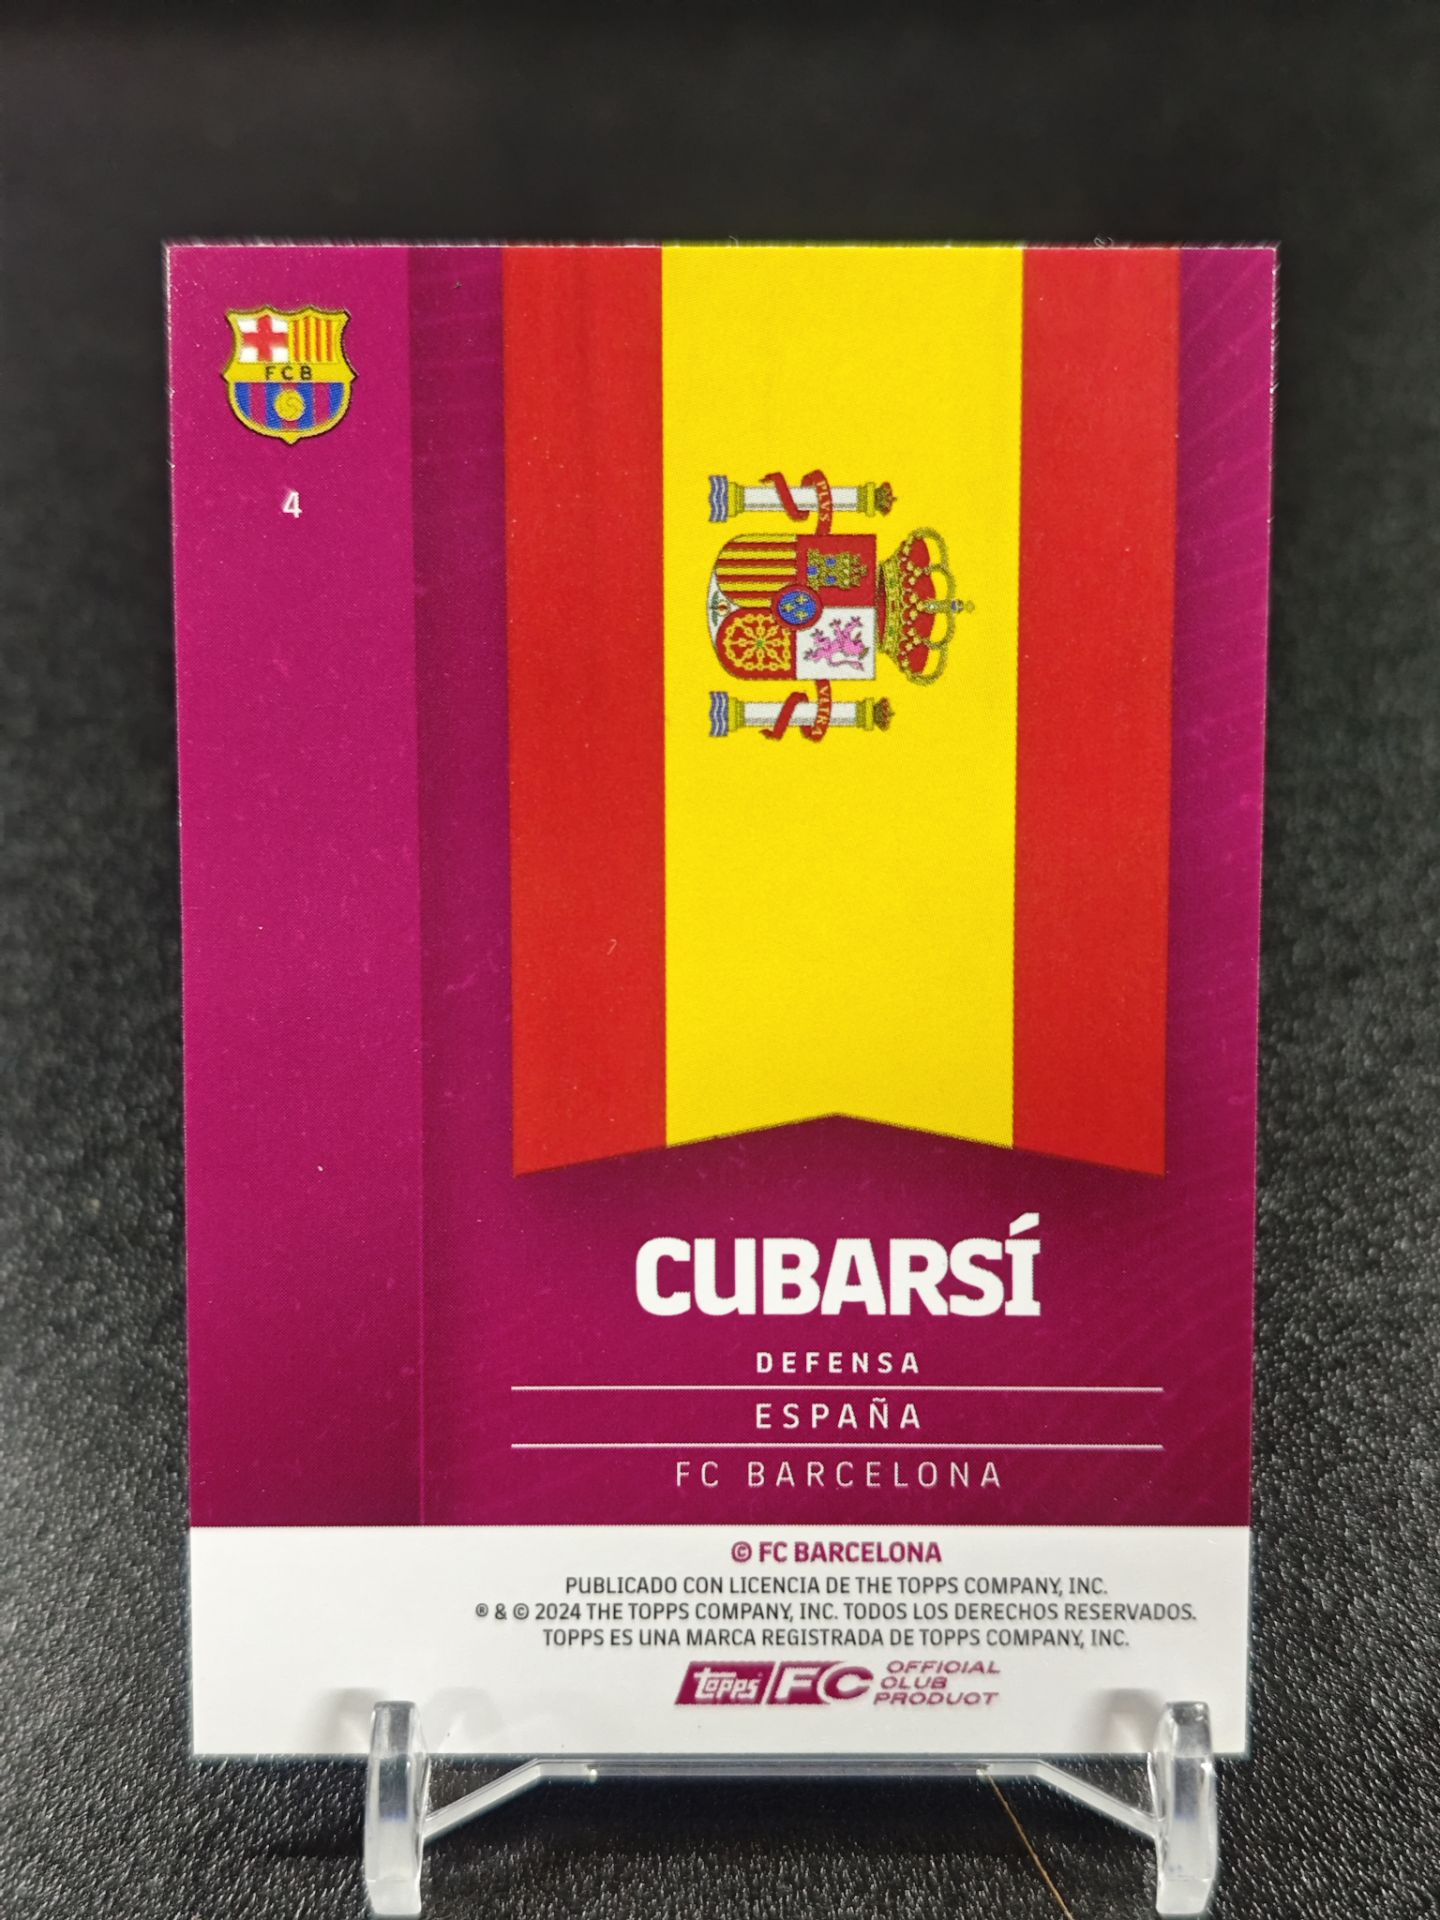 FCB
4
PLVS
VLTRA
CUBARSÍ
DEFENSA
ESPAÑA
FC BARCELONA
© FC BARCELONA
PUBLICADO CON LICENCIA DE THE TOPPS COMPANY, INC.
® & © 2024 THE TOPPS COMPANY, INC. TODOS LOS DERECHOS RESERVADOS.
TOPPS ES UNA MARCA REGISTRADA DE TOPPS COMPANY, INC.
topps FC OFFICIAL
CLUB
PRODUCT